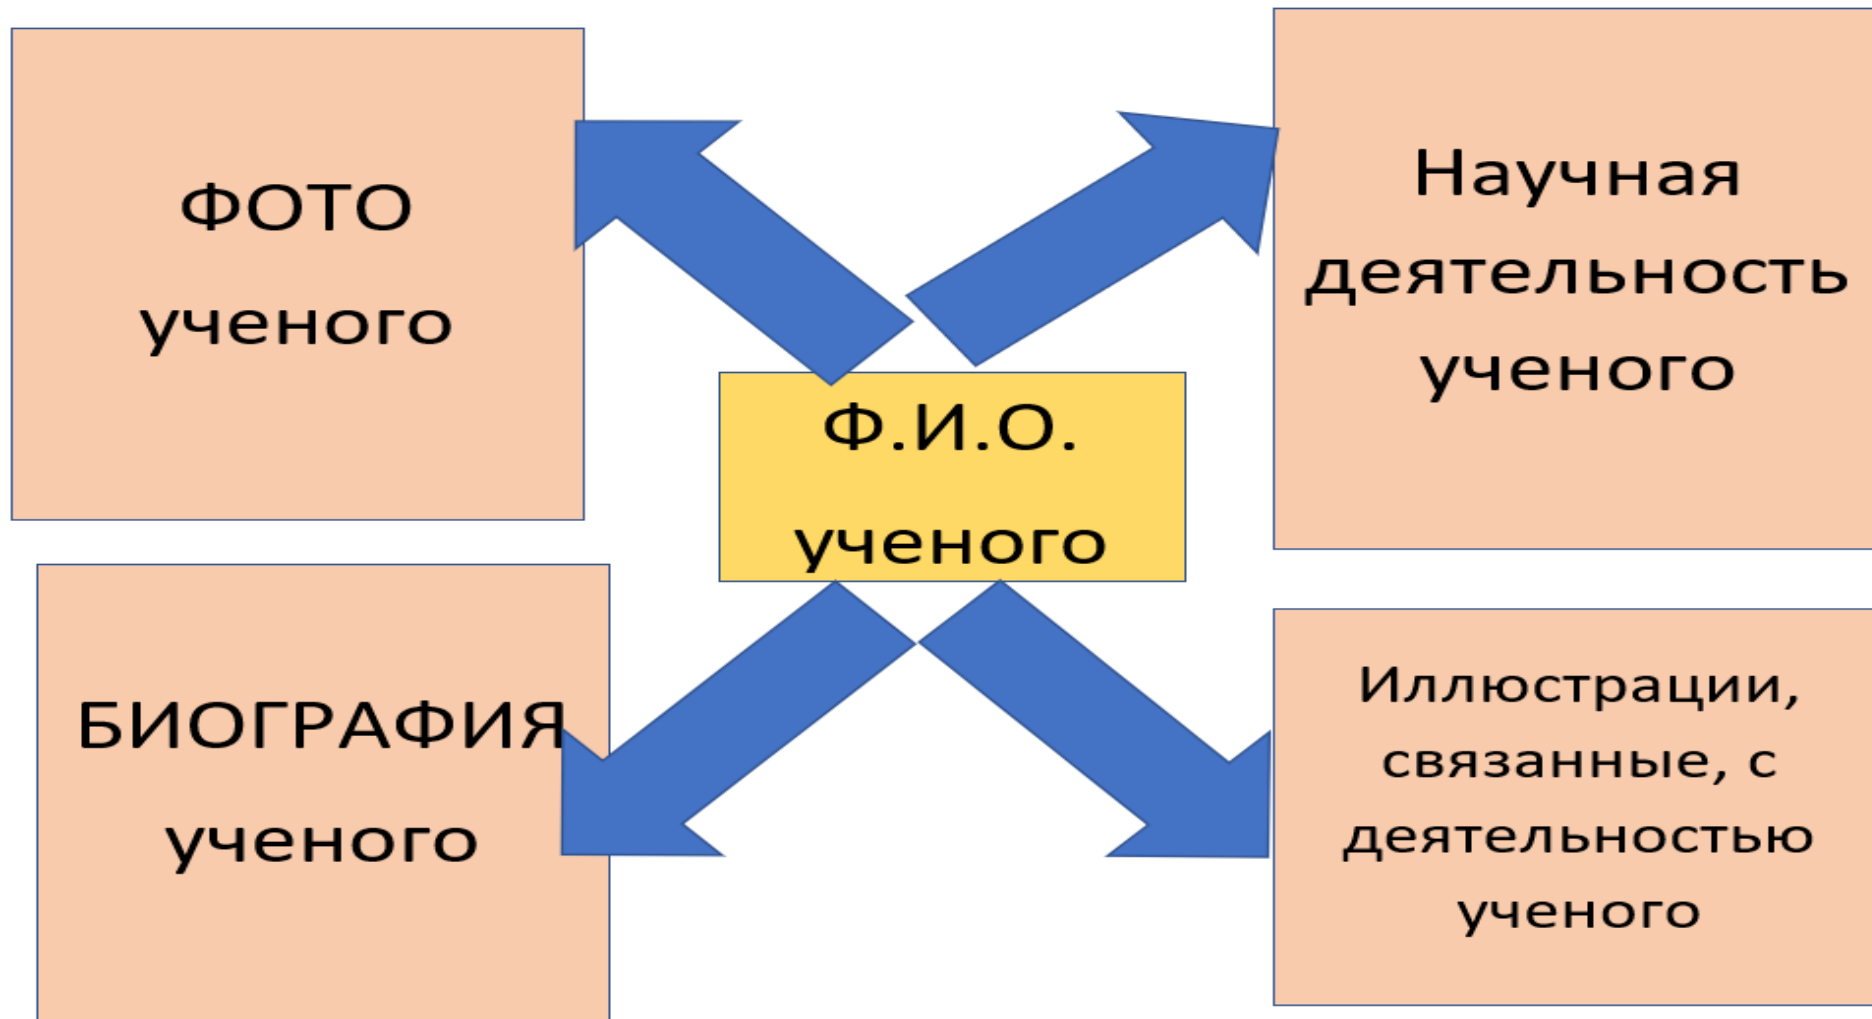 ФОТО
ученого
Научная
деятельность
ученого
Ф.И.О.
ученого
БИОГРАФИЯ
ученого
Иллюстрации,
связанные, с
деятельностью
ученого